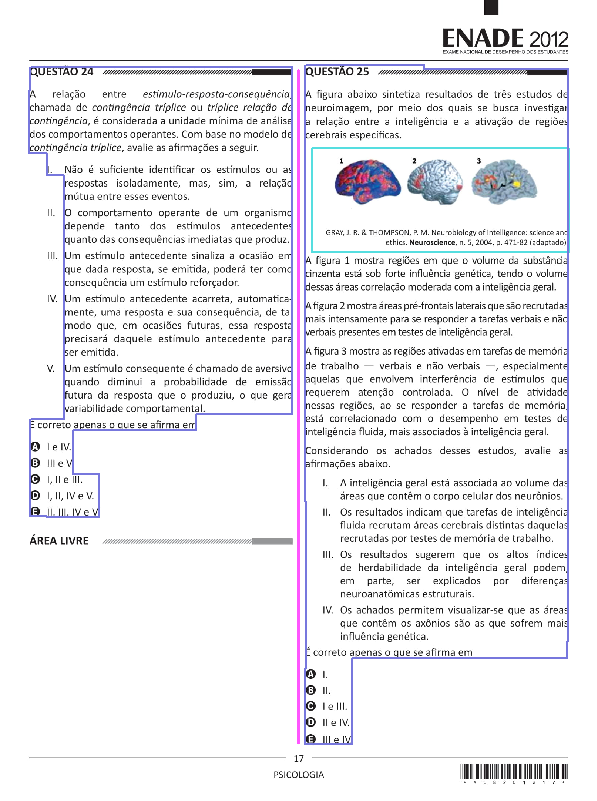 ENADE 2012
EXAME NACIONAL DE DESEMPENHO DOS ESTUDANTES
QUESTÃO 24
A relação entre estímulo-resposta-consequência,
chamada de contingência tríplice ou tríplice relação de
contingência, é considerada a unidade mínima de análise
dos comportamentos operantes. Com base no modelo de
contingência tríplice, avalie as afirmações a seguir.
I. Não é suficiente identificar os estímulos ou as
respostas isoladamente, mas, sim, a relação
mútua entre esses eventos.
II. O comportamento operante de um organismo
depende tanto dos estímulos antecedentes
quanto das consequências imediatas que produz.
III. Um estímulo antecedente sinaliza a ocasião em
que dada resposta, se emitida, poderá ter como
consequência um estímulo reforçador.
IV. Um estímulo antecedente acarreta, automatica-
mente, uma resposta e sua consequência, de tal
modo que, em ocasiões futuras, essa resposta
precisará daquele estímulo antecedente para
ser emitida.
V. Um estímulo consequente é chamado de aversivo
quando diminui a probabilidade de emissão
futura da resposta que o produziu, o que gera
variabilidade comportamental.
É correto apenas o que se afirma em
A I e IV.
B III e V.
C I, II e III.
D I, II, IV e V.
E II, III, IV e V.
ÁREA LIVRE
QUESTÃO 25
A figura abaixo sintetiza resultados de três estudos de
neuroimagem, por meio dos quais se busca investigar
a relação entre a inteligência e a ativação de regiões
cerebrais específicas.
1 2 3
GRAY, J. R. & THOMPSON, P. M. Neurobiology of Intelligence: science and
ethics. Neuroscience, n. 5, 2004. p. 471-82 (adaptado)
A figura 1 mostra regiões em que o volume da substância
cinzenta está sob forte influência genética, tendo o volume
dessas áreas correlação moderada com a inteligência geral.
A figura 2 mostra áreas pré-frontais laterais que são recrutadas
mais intensamente para se responder a tarefas verbais e não
verbais presentes em testes de inteligência geral.
A figura 3 mostra as regiões ativadas em tarefas de memória
de trabalho — verbais e não verbais —, especialmente
aquelas que envolvem interferência de estímulos que
requerem atenção controlada. O nível de atividade
nessas regiões, ao se responder a tarefas de memória,
está correlacionado com o desempenho em testes de
inteligência fluida, mais associados à inteligência geral.
Considerando os achados desses estudos, avalie as
afirmações abaixo.
I. A inteligência geral está associada ao volume das
áreas que contêm o corpo celular dos neurônios.
II. Os resultados indicam que tarefas de inteligência
fluida recrutam áreas cerebrais distintas daquelas
recrutadas por testes de memória de trabalho.
III. Os resultados sugerem que os altos índices
de herdabilidade da inteligência geral podem,
em parte, ser explicados por diferenças
neuroanatômicas estruturais.
IV. Os achados permitem visualizar-se que as áreas
que contêm os axônios são as que sofrem mais
influência genética.
É correto apenas o que se afirma em
A I.
B II.
C I e III.
D II e IV.
E III e IV.
17
PSICOLOGIA